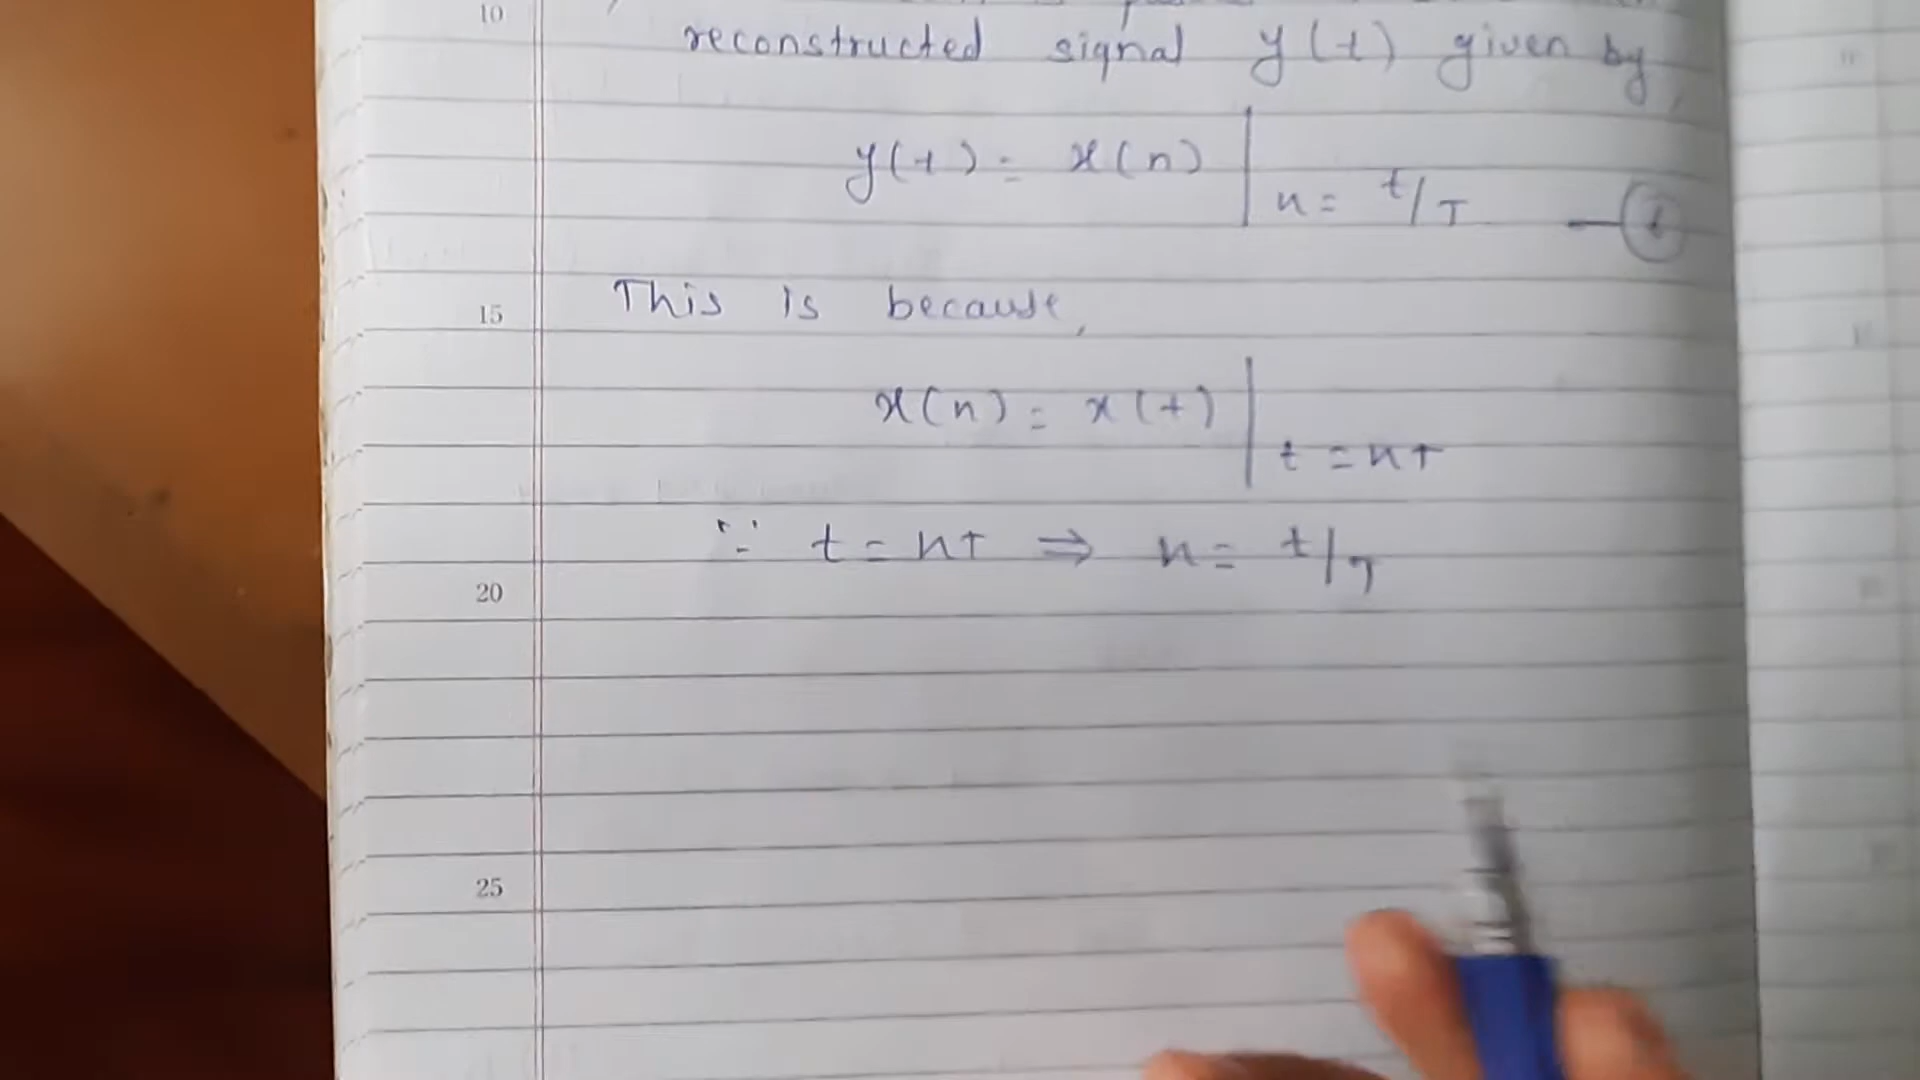 10
reconstructed signal y(t) given by,
y(t) = x(n) | n = t/T
15 This is because,
x(n) = x(t) | t = nT
∵ t = nT ⇒ n = t/T
20
25